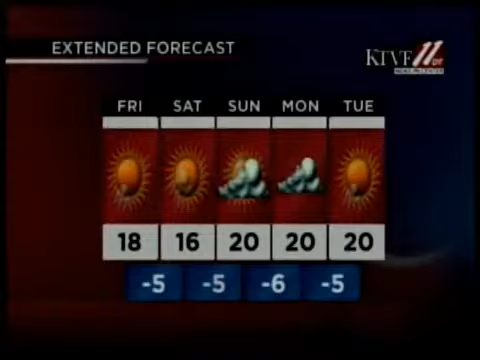 EXTENDED FORECAST
KTVF 11
FRI SAT SUN MON TUE
18 16 20 20 20
-5 -5 -6 -5